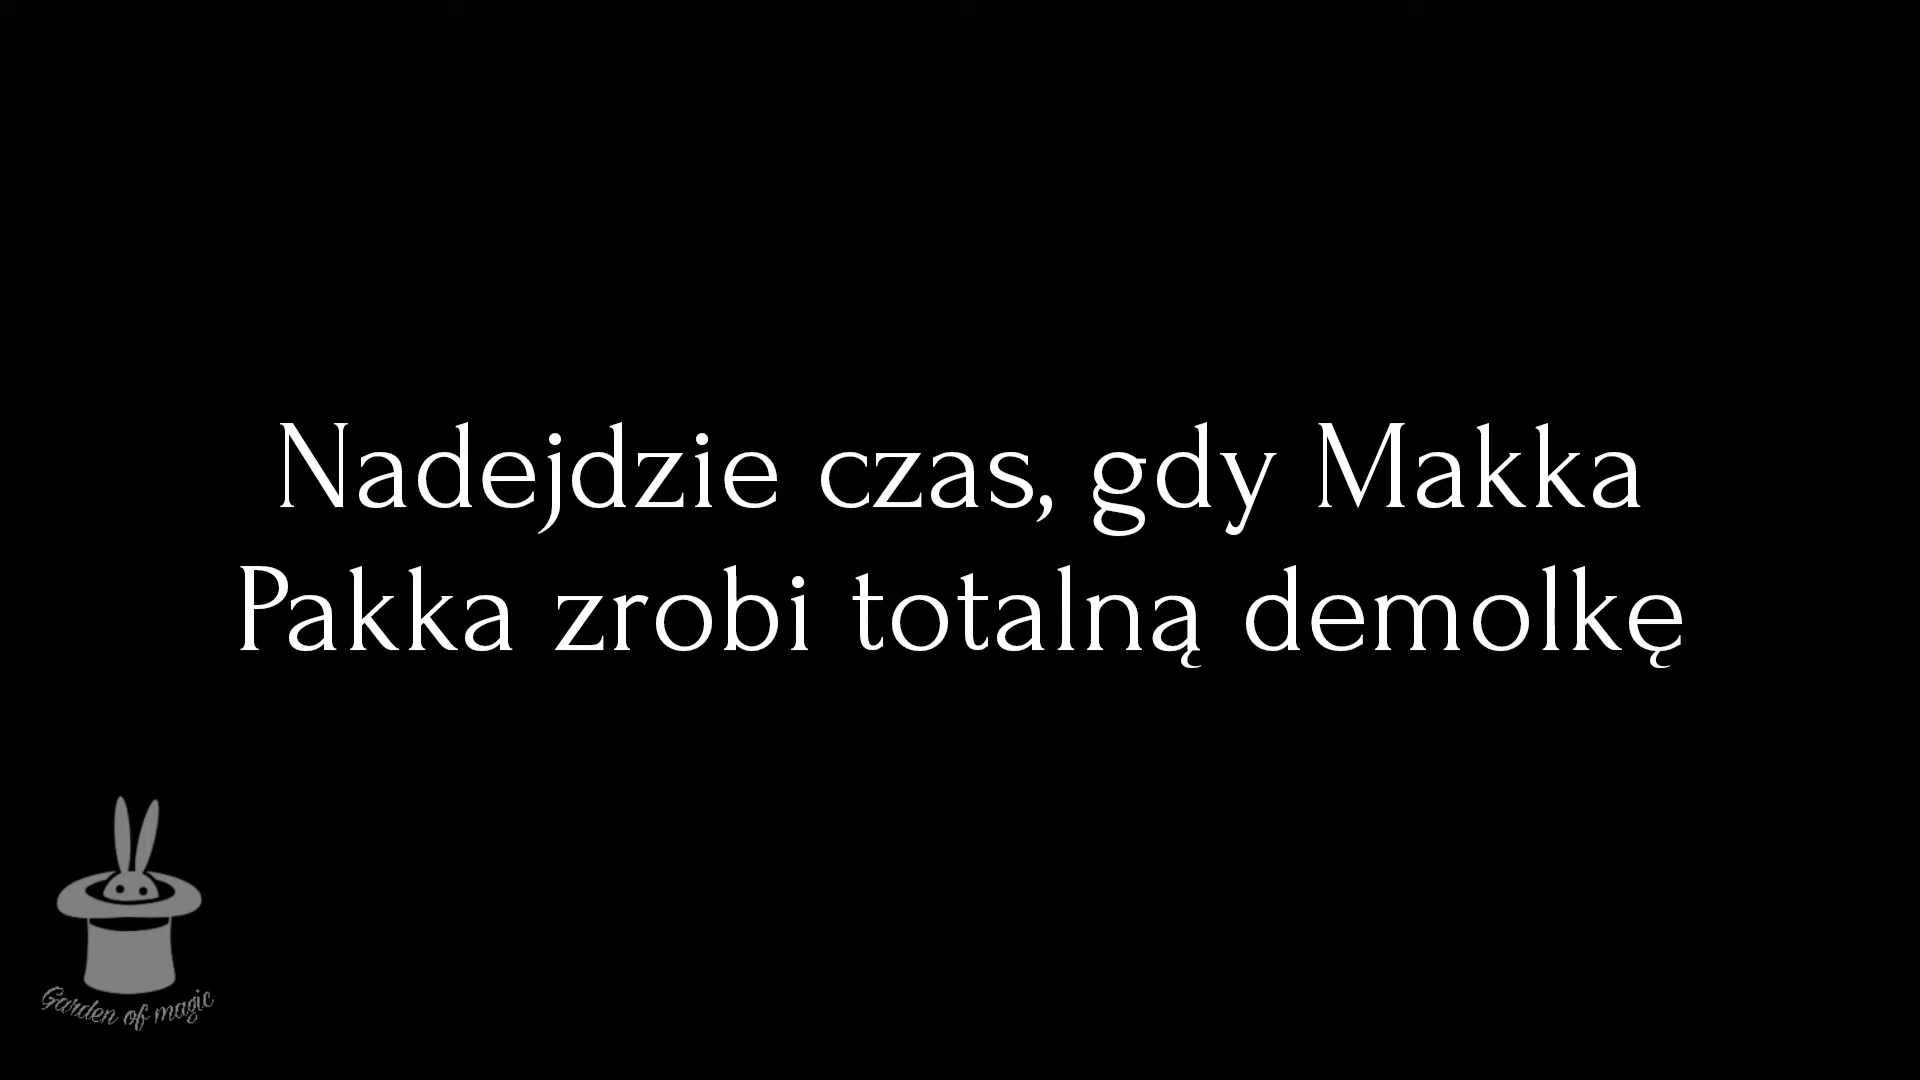 Nadejdzie czas, gdy Makka
Pakka zrobi totalną demolkę
Garden of magic